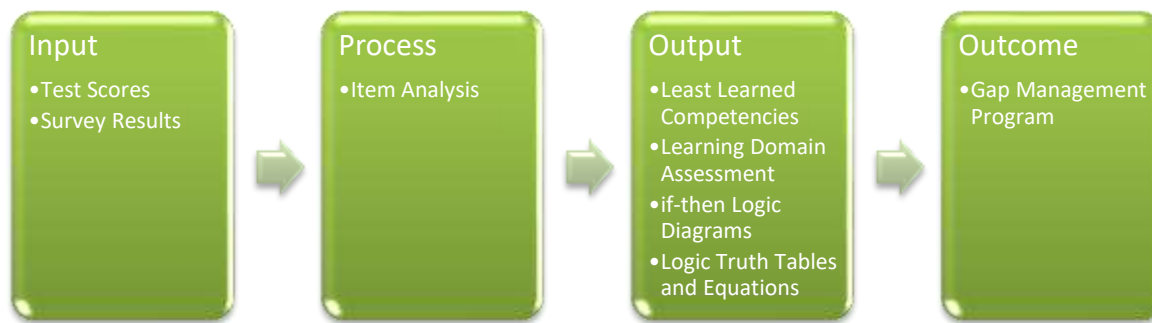 Input
•Test Scores
•Survey Results
Process
•Item Analysis
Output
•Least Learned
Competencies
•Learning Domain
Assessment
•if-then Logic
Diagrams
•Logic Truth Tables
and Equations
Outcome
•Gap Management
Program